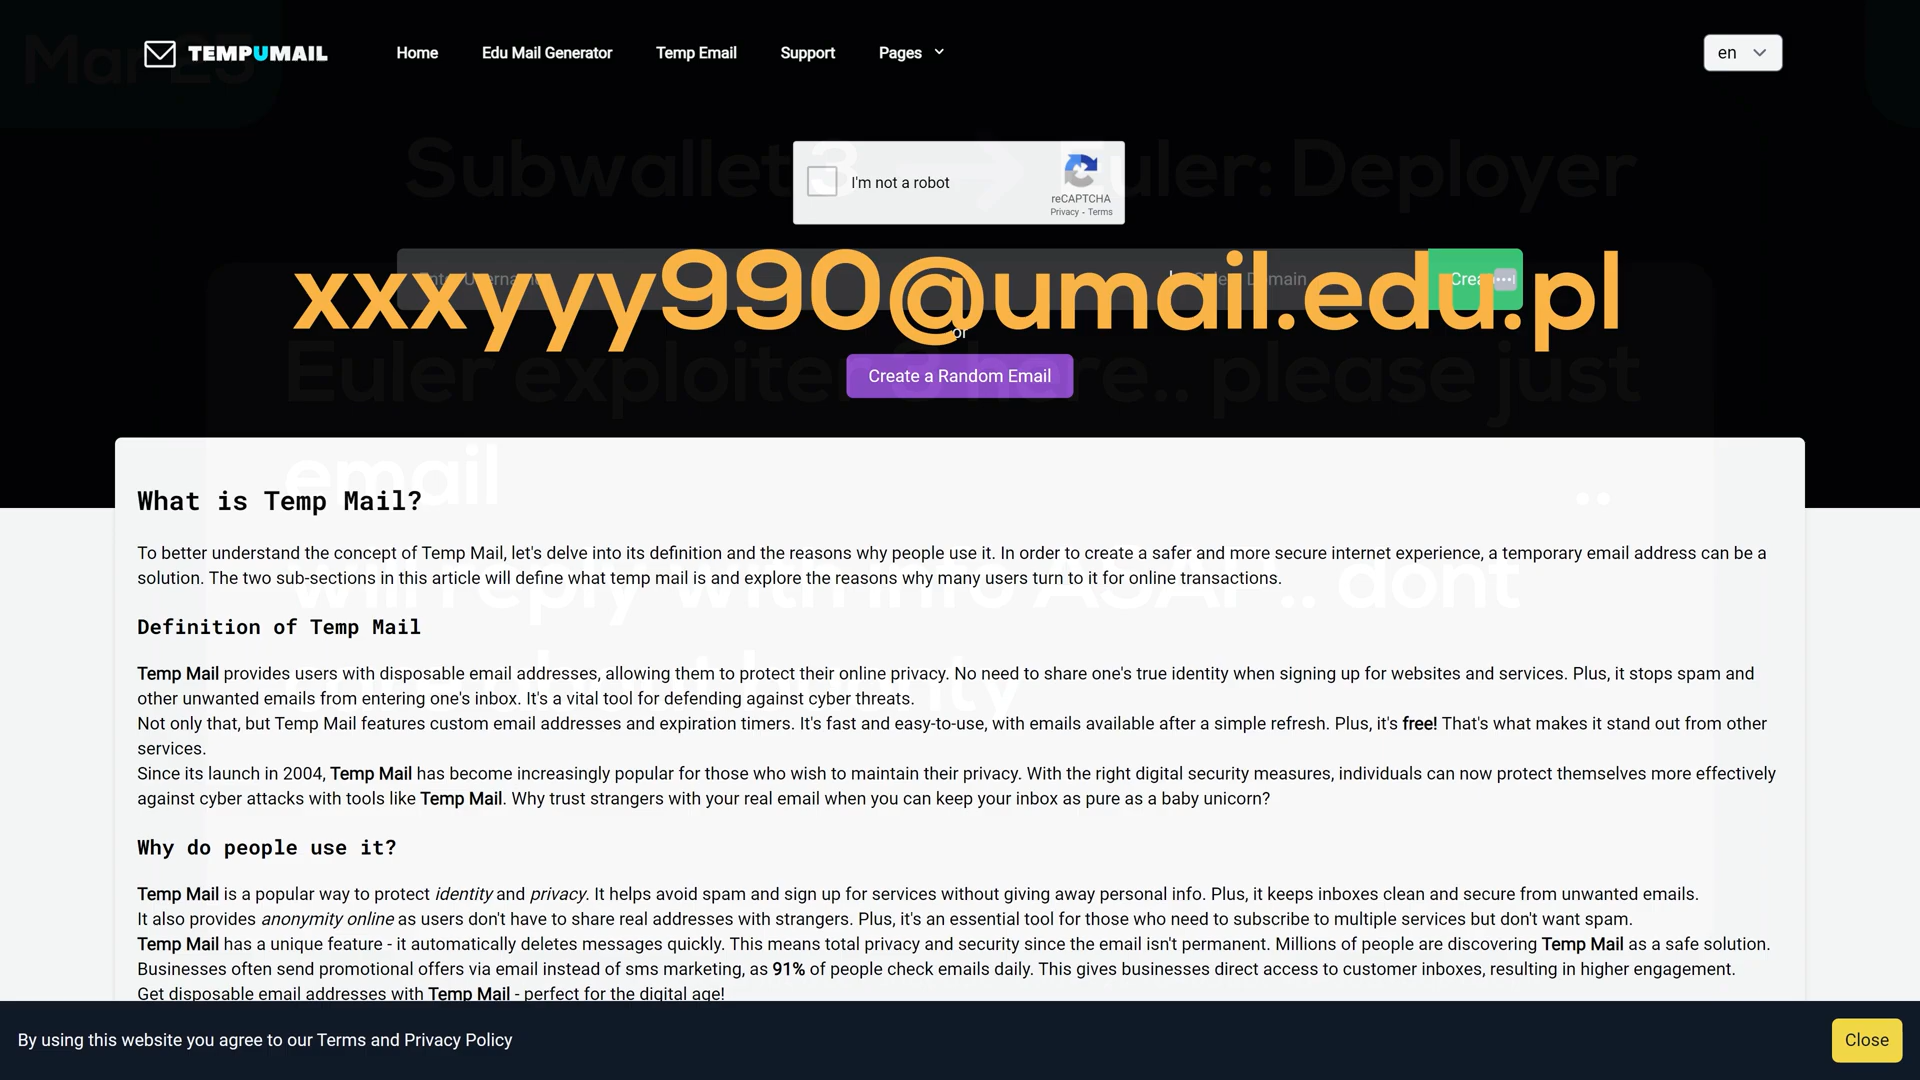 TEMPUMAIL
Home
Edu Mail Generator
Temp Email
Support
Pages
en
Mar 23
Subwallet 3 → Euler: Deployer
I'm not a robot
reCAPTCHA
Privacy - Terms
xxxyyy990@umail.edu.pl
or
Create a Random Email
Euler exploiter 3 here.. please just
email
..
will reply with info ASAP.. dont
What is Temp Mail?
To better understand the concept of Temp Mail, let's delve into its definition and the reasons why people use it. In order to create a safer and more secure internet experience, a temporary email address can be a
solution. The two sub-sections in this article will define what temp mail is and explore the reasons why many users turn to it for online transactions.
Definition of Temp Mail
Temp Mail provides users with disposable email addresses, allowing them to protect their online privacy. No need to share one's true identity when signing up for websites and services. Plus, it stops spam and
other unwanted emails from entering one's inbox. It's a vital tool for defending against cyber threats.
Not only that, but Temp Mail features custom email addresses and expiration timers. It's fast and easy-to-use, with emails available after a simple refresh. Plus, it's free! That's what makes it stand out from other
services.
Since its launch in 2004, Temp Mail has become increasingly popular for those who wish to maintain their privacy. With the right digital security measures, individuals can now protect themselves more effectively
against cyber attacks with tools like Temp Mail. Why trust strangers with your real email when you can keep your inbox as pure as a baby unicorn?
Why do people use it?
Temp Mail is a popular way to protect identity and privacy. It helps avoid spam and sign up for services without giving away personal info. Plus, it keeps inboxes clean and secure from unwanted emails.
It also provides anonymity online as users don't have to share real addresses with strangers. Plus, it's an essential tool for those who need to subscribe to multiple services but don't want spam.
Temp Mail has a unique feature - it automatically deletes messages quickly. This means total privacy and security since the email isn't permanent. Millions of people are discovering Temp Mail as a safe solution.
Businesses often send promotional offers via email instead of sms marketing, as 91% of people check emails daily. This gives businesses direct access to customer inboxes, resulting in higher engagement.
Get disposable email addresses with Temp Mail - perfect for the digital age!
By using this website you agree to our Terms and Privacy Policy
Close